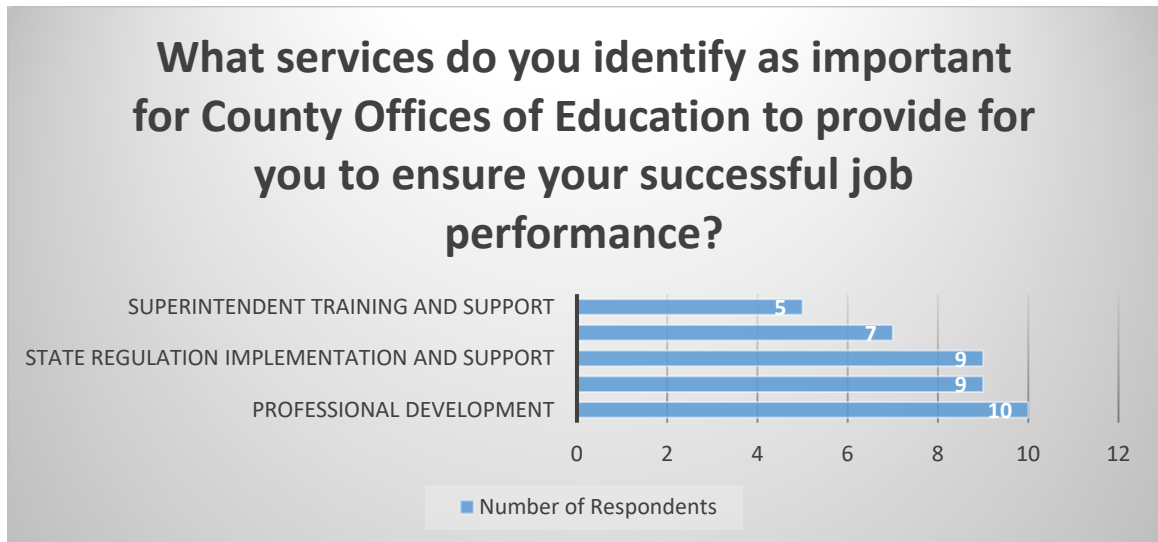 What services do you identify as important
for County Offices of Education to provide for
you to ensure your successful job
performance?
SUPERINTENDENT TRAINING AND SUPPORT 5
7
STATE REGULATION IMPLEMENTATION AND SUPPORT 9
9
PROFESSIONAL DEVELOPMENT 10
0 2 4 6 8 10 12
Number of Respondents